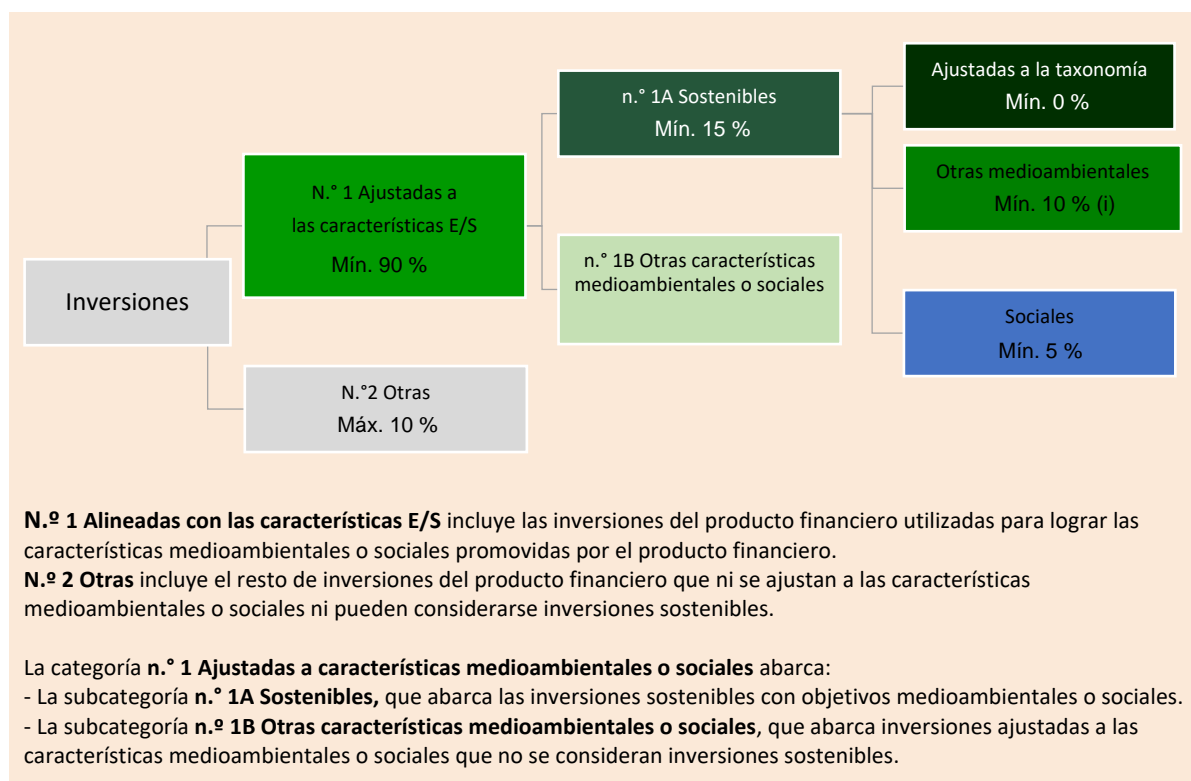 Inversiones
N.° 1 Ajustadas a
las características E/S
Mín. 90 %
N.°2 Otras
Máx. 10 %
n.° 1A Sostenibles
Mín. 15 %
n.° 1B Otras características
medioambientales o sociales
Ajustadas a la taxonomía
Mín. 0 %
Otras medioambientales
Mín. 10 % (i)
Sociales
Mín. 5 %
N.º 1 Alineadas con las características E/S incluye las inversiones del producto financiero utilizadas para lograr las
características medioambientales o sociales promovidas por el producto financiero.
N.º 2 Otras incluye el resto de inversiones del producto financiero que ni se ajustan a las características
medioambientales o sociales ni pueden considerarse inversiones sostenibles.
La categoría n.° 1 Ajustadas a características medioambientales o sociales abarca:
- La subcategoría n.° 1A Sostenibles, que abarca las inversiones sostenibles con objetivos medioambientales o sociales.
- La subcategoría n.º 1B Otras características medioambientales o sociales, que abarca inversiones ajustadas a las
características medioambientales o sociales que no se consideran inversiones sostenibles.